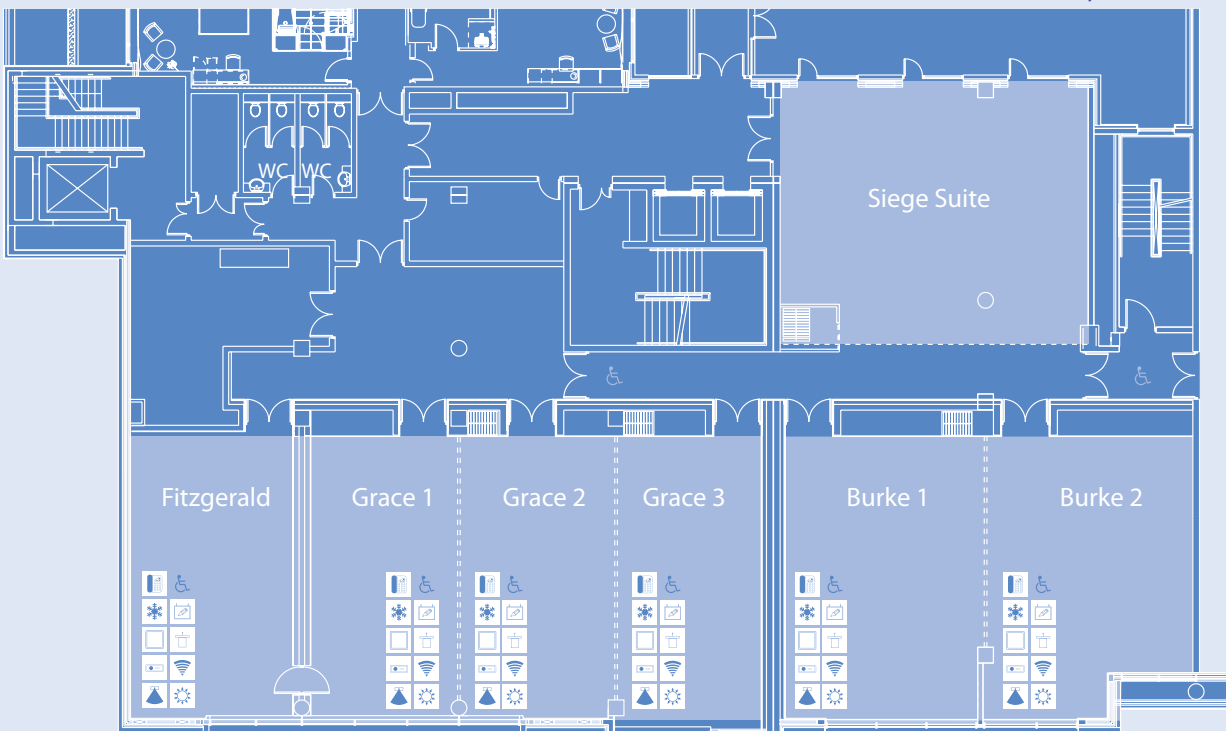 WC WC
Siege Suite
Fitzgerald
Grace 1
Grace 2
Grace 3
Burke 1
Burke 2